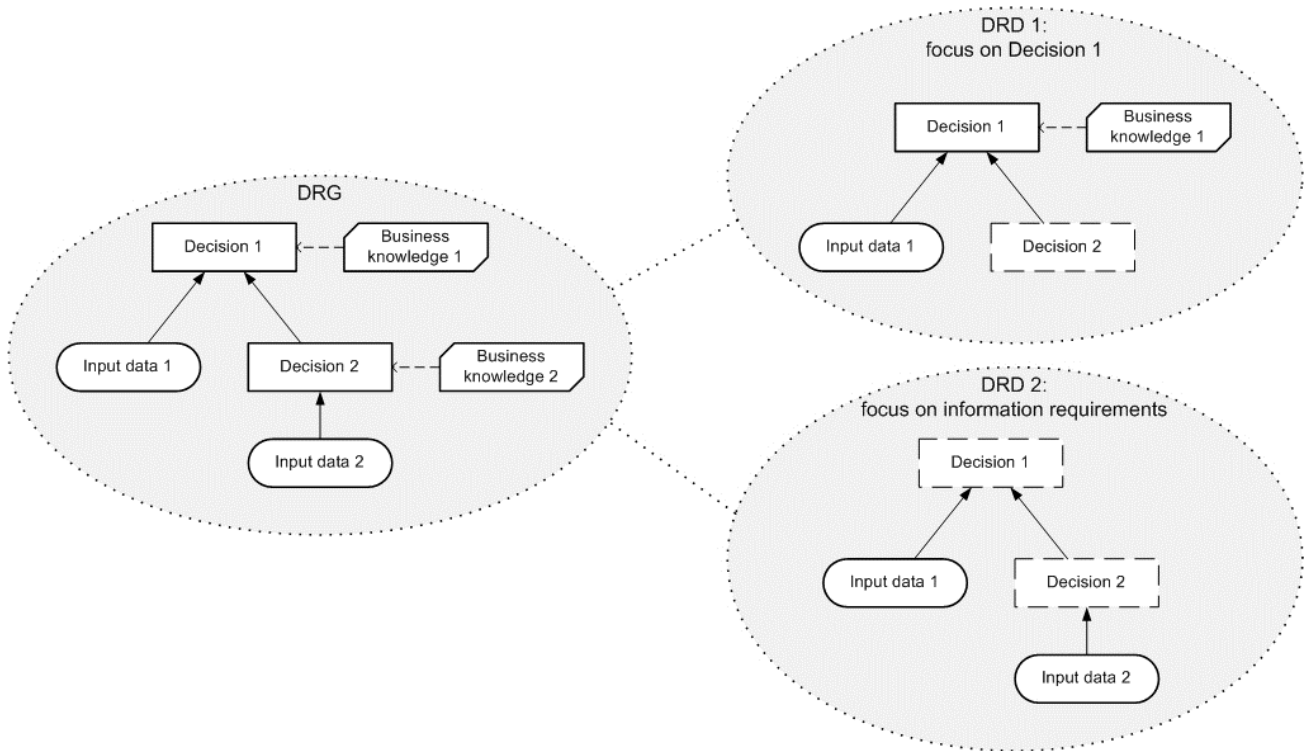 DRG
Decision 1
Business
knowledge 1
Input data 1
Decision 2
Business
knowledge 2
Input data 2
DRD 1:
focus on Decision 1
Decision 1
Business
knowledge 1
Input data 1
Decision 2
DRD 2:
focus on information requirements
Decision 1
Input data 1
Decision 2
Input data 2